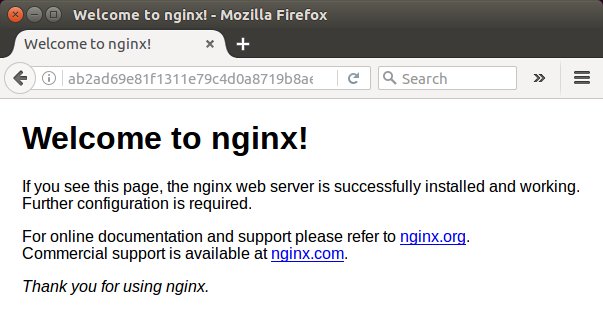 Welcome to nginx! - Mozilla Firefox
Welcome to nginx!
ab2ad69e81f1311e79c4d0a8719b8ae
Search
Welcome to nginx!
If you see this page, the nginx web server is successfully installed and working.
Further configuration is required.
For online documentation and support please refer to nginx.org.
Commercial support is available at nginx.com.
Thank you for using nginx.